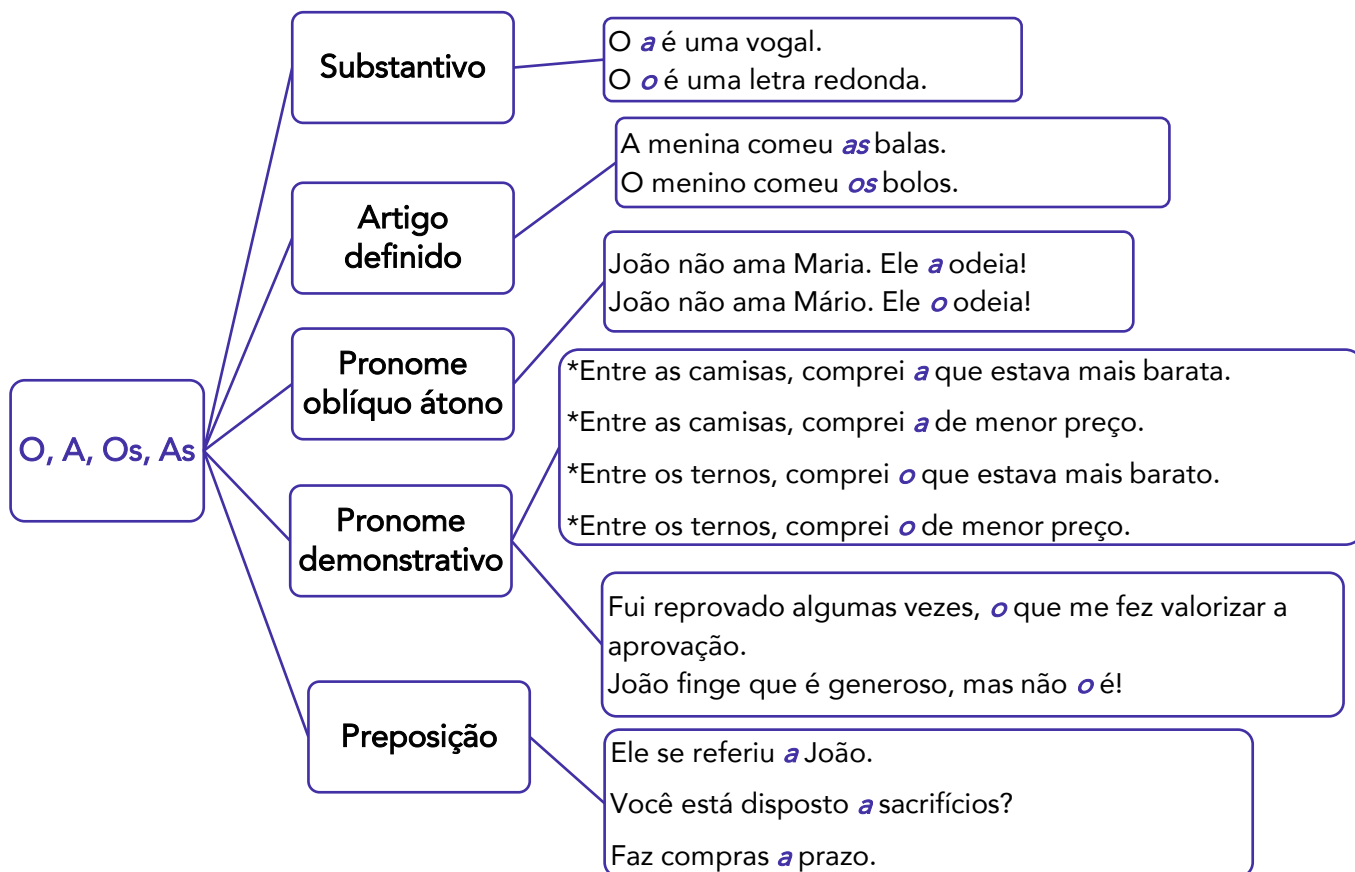 O, A, Os, As
Substantivo
O a é uma vogal.
O o é uma letra redonda.
Artigo
definido
A menina comeu as balas.
O menino comeu os bolos.
Pronome
oblíquo átono
João não ama Maria. Ele a odeia!
João não ama Mário. Ele o odeia!
Pronome
demonstrativo
*Entre as camisas, comprei a que estava mais barata.
*Entre as camisas, comprei a de menor preço.
*Entre os ternos, comprei o que estava mais barato.
*Entre os ternos, comprei o de menor preço.
Fui reprovado algumas vezes, o que me fez valorizar a
aprovação.
João finge que é generoso, mas não o é!
Preposição
Ele se referiu a João.
Você está disposto a sacrifícios?
Faz compras a prazo.